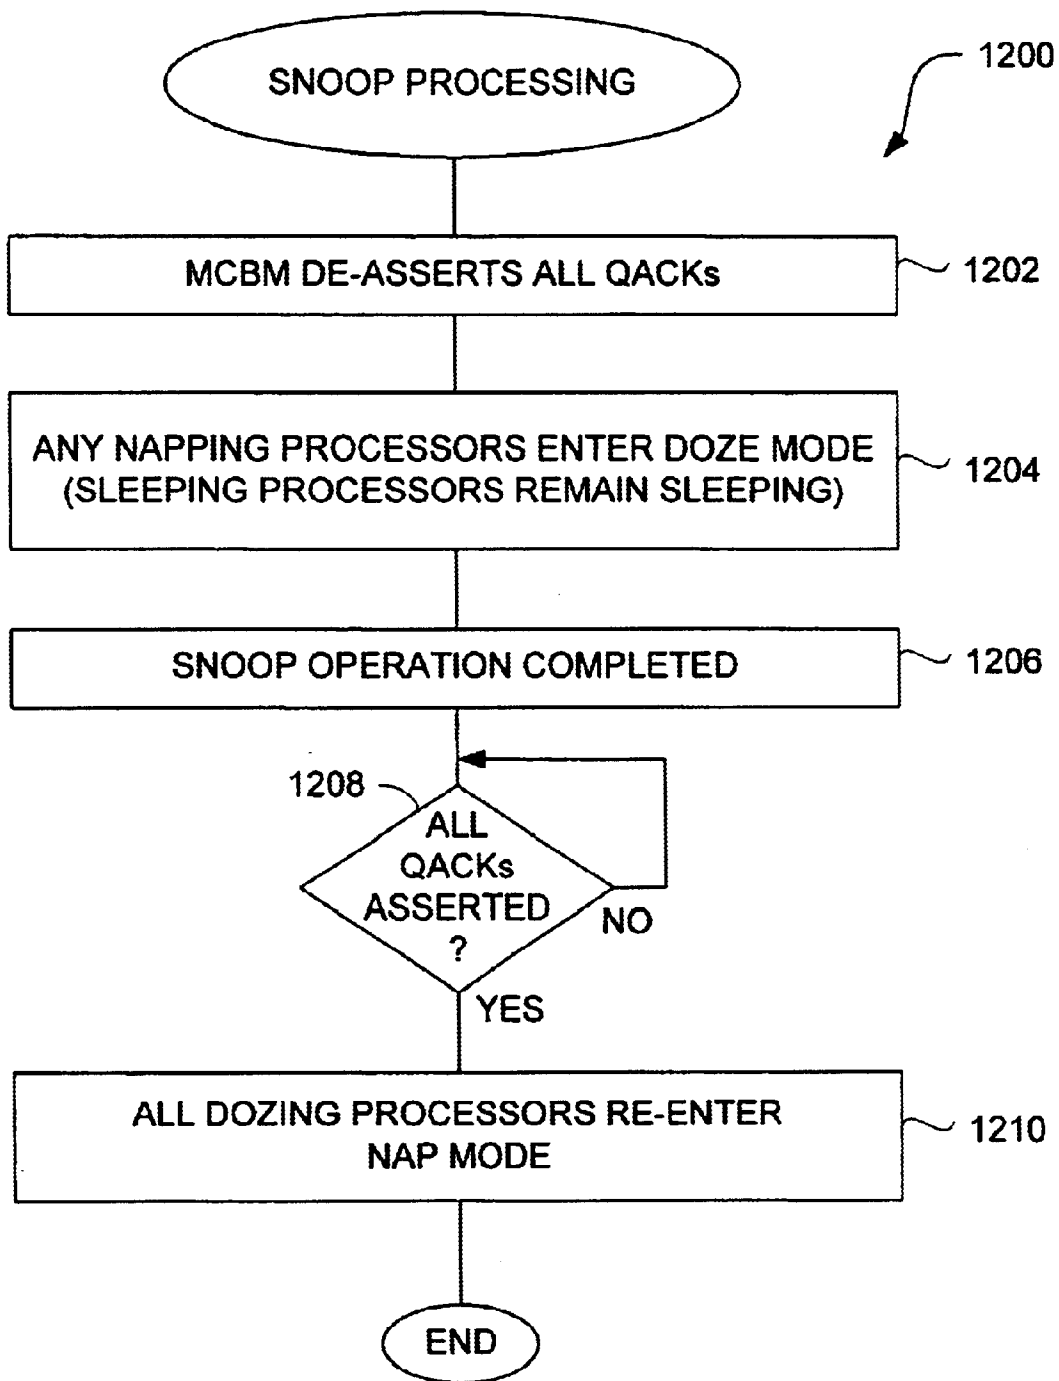 SNOOP PROCESSING
1200
MCBM DE-ASSERTS ALL QACKs
1202
ANY NAPPING PROCESSORS ENTER DOZE MODE
(SLEEPING PROCESSORS REMAIN SLEEPING)
1204
SNOOP OPERATION COMPLETED
1206
1208
ALL
QACKs
ASSERTED
?
NO
YES
ALL DOZING PROCESSORS RE-ENTER
NAP MODE
1210
END